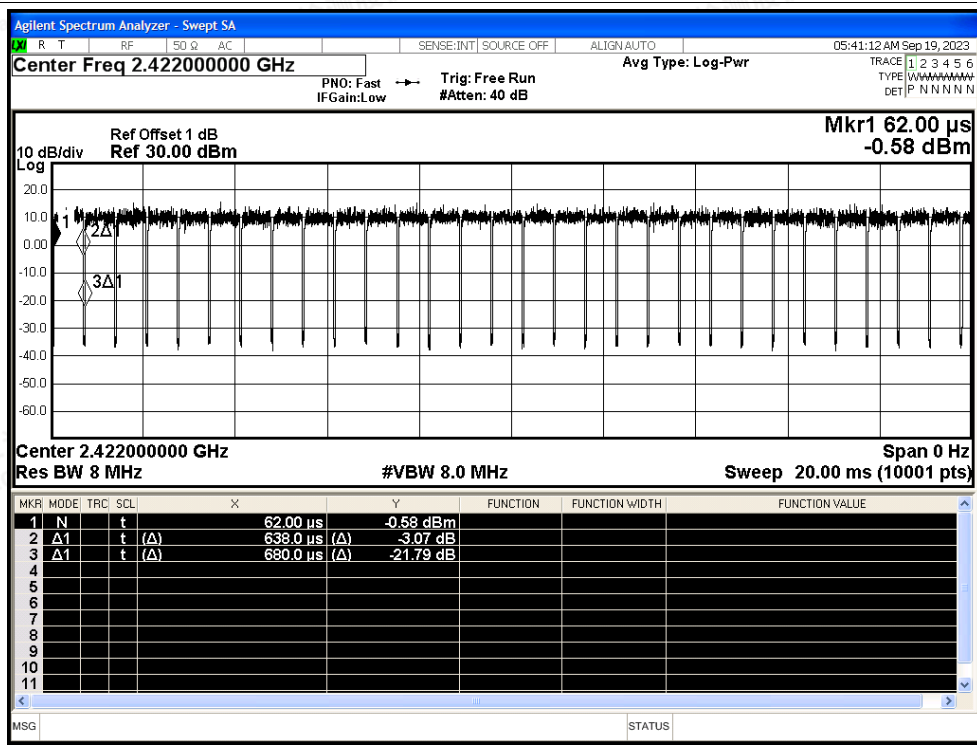 Agilent Spectrum Analyzer - Swept SA
LXI R T RF 50 Ω AC SENSE:INT SOURCE OFF ALIGN AUTO 05:41:12 AM Sep 19, 2023
Center Freq 2.422000000 GHz
PNO: Fast
IFGain:Low
Trig: Free Run
#Atten: 40 dB
Avg Type: Log-Pwr
TRACE 1 2 3 4 5 6
TYPE
DET P N N N N N
Ref Offset 1 dB
Ref 30.00 dBm
10 dB/div
Log
Mkr1 62.00 µs
-0.58 dBm
20.0
10.0
0.00
-10.0
-20.0
-30.0
-40.0
-50.0
-60.0
1
2Δ1
3Δ1
Center 2.422000000 GHz Span 0 Hz
Res BW 8 MHz #VBW 8.0 MHz Sweep 20.00 ms (10001 pts)
MKR MODE TRC SCL X Y FUNCTION FUNCTION WIDTH FUNCTION VALUE
1 N t 62.00 µs -0.58 dBm
2 Δ1 t (Δ) 638.0 µs (Δ) -3.07 dB
3 Δ1 t (Δ) 680.0 µs (Δ) -21.79 dB
4
5
6
7
8
9
10
11
MSG STATUS